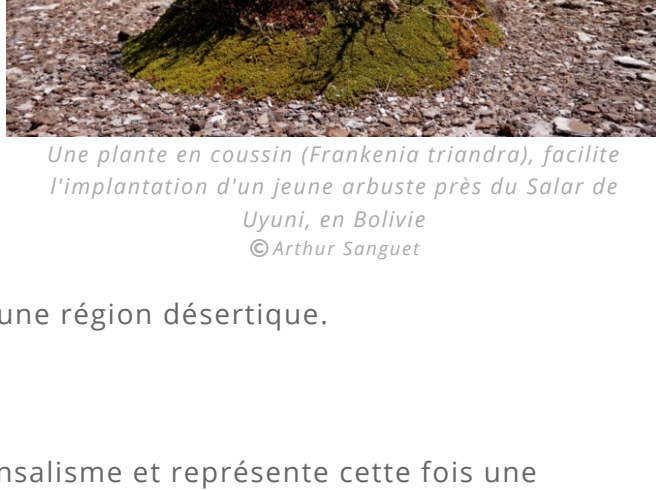 Une plante en coussin (Frankenia triandra), facilite
l'implantation d'un jeune arbuste près du Salar de
Uyuni, en Bolivie
© Arthur Sanguet
une région désertique.
nsalisme et représente cette fois une